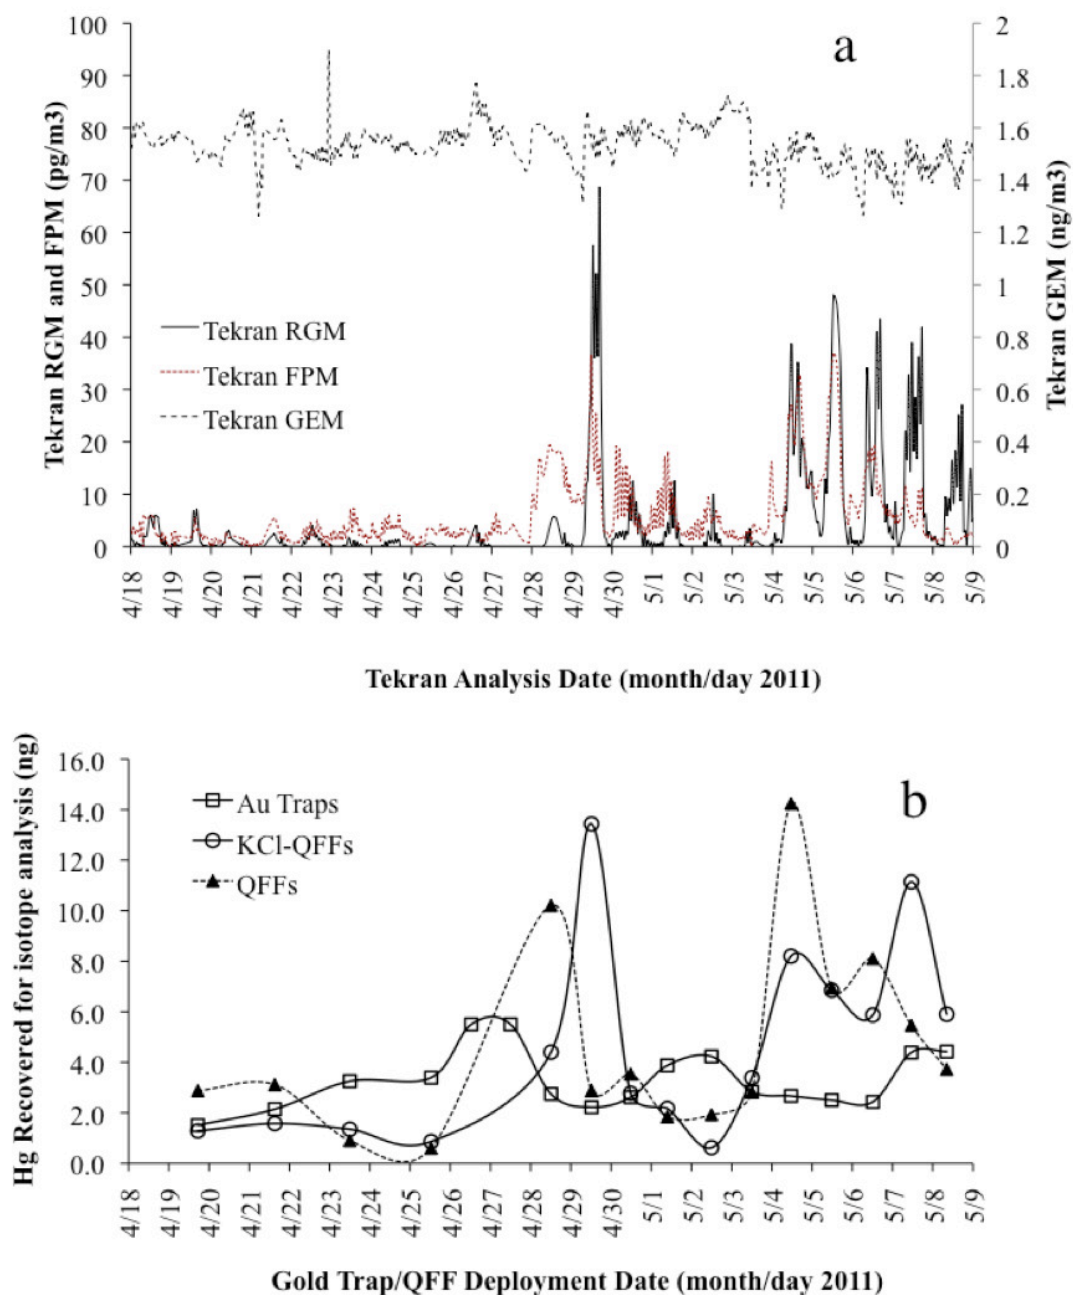 a
Tekran RGM and FPM (pg/m3)
100
90
80
70
60
50
40
30
20
10
0
Tekran RGM
Tekran FPM
Tekran GEM
2
1.8
1.6
1.4
1.2
1
0.8
0.6
0.4
0.2
0
Tekran GEM (ng/m3)
4/18 4/19 4/20 4/21 4/22 4/23 4/24 4/25 4/26 4/27 4/28 4/29 4/30 5/1 5/2 5/3 5/4 5/5 5/6 5/7 5/8 5/9
Tekran Analysis Date (month/day 2011)
b
Hg Recovered for isotope analysis (ng)
16.0
14.0
12.0
10.0
8.0
6.0
4.0
2.0
0.0
Au Traps
KCl-QFFs
QFFs
4/18 4/19 4/20 4/21 4/22 4/23 4/24 4/25 4/26 4/27 4/28 4/29 4/30 5/1 5/2 5/3 5/4 5/5 5/6 5/7 5/8 5/9
Gold Trap/QFF Deployment Date (month/day 2011)